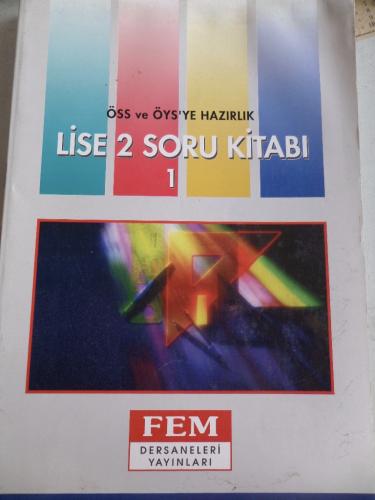 ÖSS ve ÖYS'YE HAZIRLIK
LİSE 2 SORU KİTABI
1
FEM
DERSANELERİ
YAYINLARI